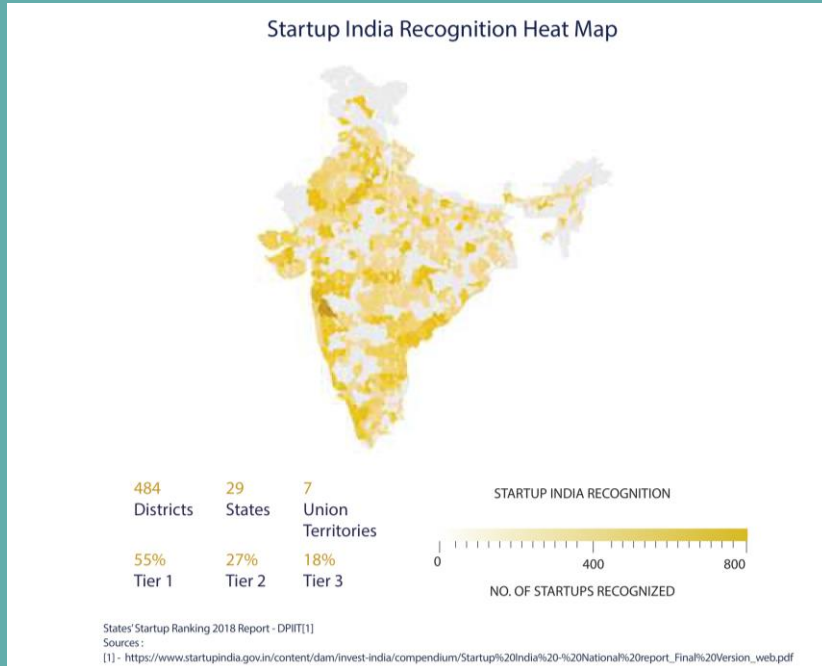 Startup India Recognition Heat Map
484
Districts
29
States
7
Union
Territories
55%
Tier 1
27%
Tier 2
18%
Tier 3
STARTUP INDIA RECOGNITION
0
400
800
NO. OF STARTUPS RECOGNIZED
States' Startup Ranking 2018 Report - DPIIT[1]
Sources :
[1] - https://www.startupindia.gov.in/content/dam/invest-india/compendium/Startup%20India%20-%20National%20report_Final%20Version_web.pdf